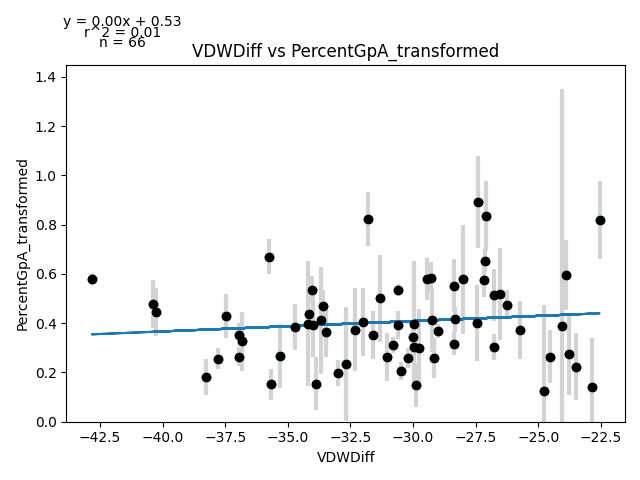 y = 0.00x + 0.53
r^2 = 0.01
n = 66
VDWDiff vs PercentGpA_transformed
PercentGpA_transformed
1.4
1.2
1.0
0.8
0.6
0.4
0.2
0.0
−42.5 −40.0 −37.5 −35.0 −32.5 −30.0 −27.5 −25.0 −22.5
VDWDiff